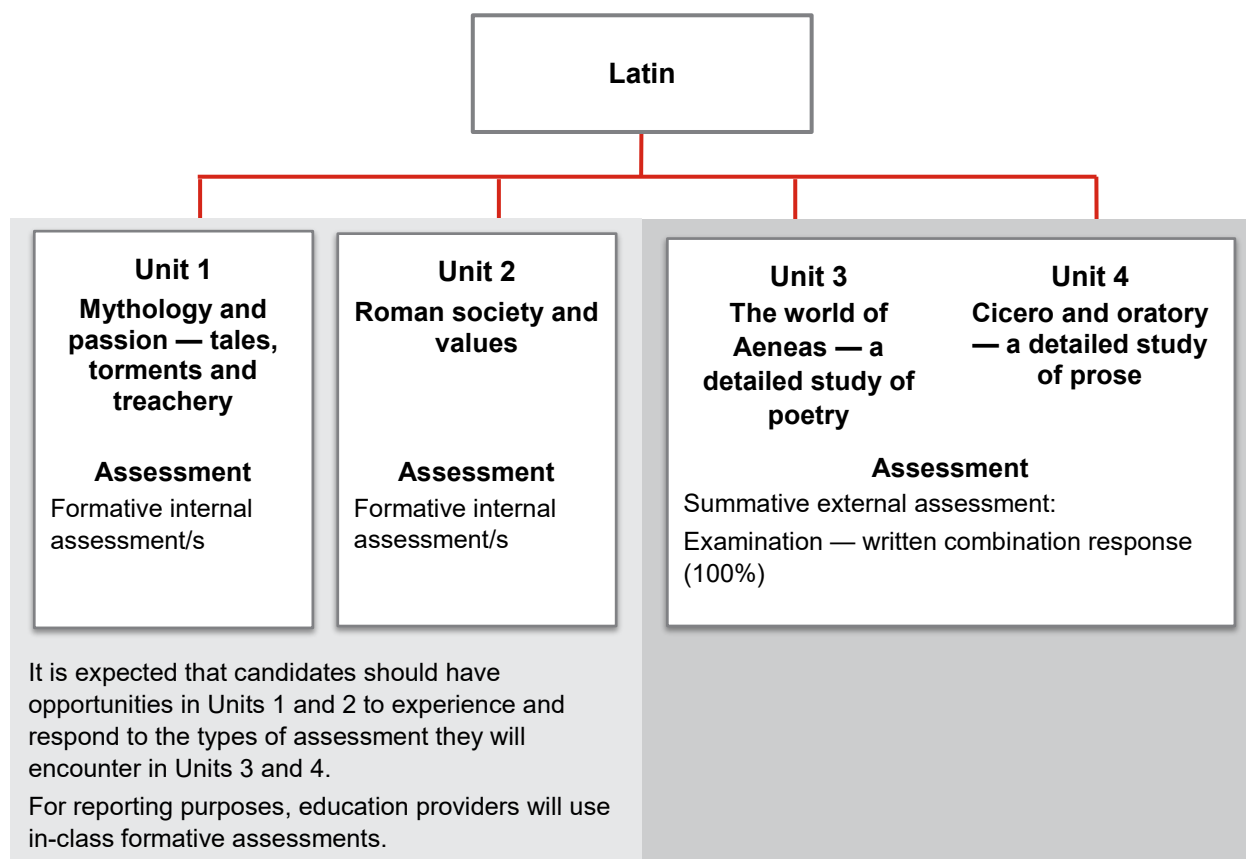 Latin
Unit 1
Mythology and
passion — tales,
torments and
treachery
Assessment
Formative internal
assessment/s
Unit 2
Roman society and
values
Assessment
Formative internal
assessment/s
Unit 3
The world of
Aeneas — a
detailed study of
poetry
Unit 4
Cicero and oratory
— a detailed study
of prose
Assessment
Summative external assessment:
Examination — written combination response
(100%)
It is expected that candidates should have
opportunities in Units 1 and 2 to experience and
respond to the types of assessment they will
encounter in Units 3 and 4.
For reporting purposes, education providers will use
in-class formative assessments.